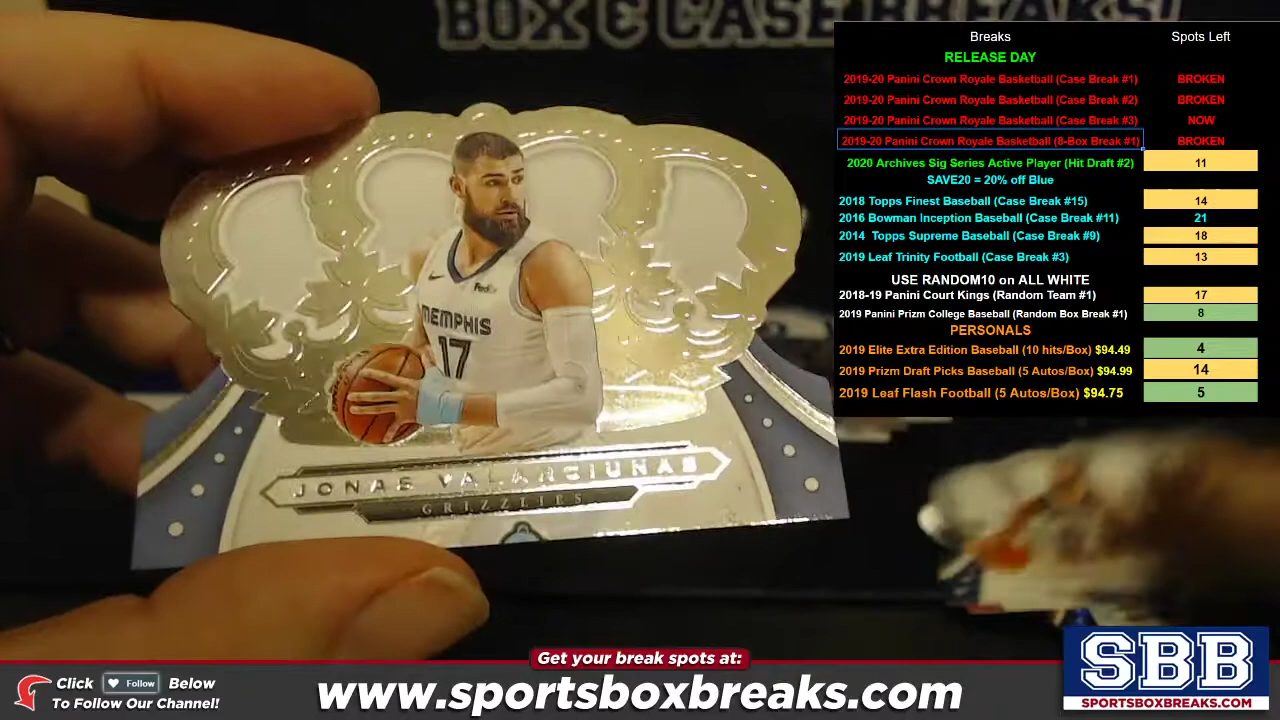 BOX & CASE BREAKS!
Breaks Spots Left
RELEASE DAY
2019-20 Panini Crown Royale Basketball (Case Break #1) BROKEN
2019-20 Panini Crown Royale Basketball (Case Break #2) BROKEN
2019-20 Panini Crown Royale Basketball (Case Break #3) NOW
2019-20 Panini Crown Royale Basketball (8-Box Break #1) BROKEN
2020 Archives Sig Series Active Player (Hit Draft #2) 11
SAVE20 = 20% off Blue
2018 Topps Finest Baseball (Case Break #15) 14
2016 Bowman Inception Baseball (Case Break #11) 21
2014 Topps Supreme Baseball (Case Break #9) 18
2019 Leaf Trinity Football (Case Break #3) 13
USE RANDOM10 on ALL WHITE
2018-19 Panini Court Kings (Random Team #1) 17
2019 Panini Prizm College Baseball (Random Box Break #1) 8
PERSONALS
2019 Elite Extra Edition Baseball (10 hits/Box) $94.49 4
2019 Prizm Draft Picks Baseball (5 Autos/Box) $94.99 14
2019 Leaf Flash Football (5 Autos/Box) $94.75 5
FedEx
MEMPHIS
17
JONAS VALANCIUNAS
GRIZZLIES
Get your break spots at:
Click Follow Below
To Follow Our Channel!
www.sportsboxbreaks.com
SBB
SPORTSBOXBREAKS.COM